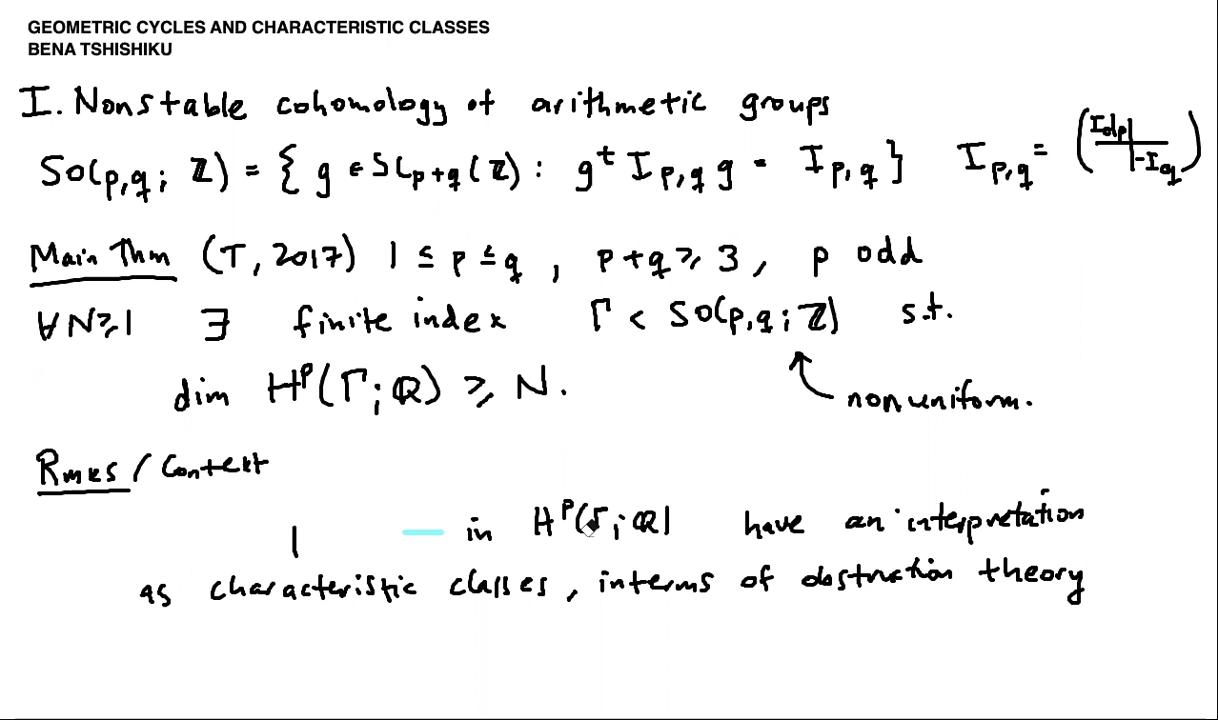 GEOMETRIC CYCLES AND CHARACTERISTIC CLASSES
BENA TSHISHIKU
I. Nonstable cohomology of arithmetic groups
SO(p,q; ℤ) = { g ∈ SL_{p+q}(ℤ) : g^t I_{p,q} g = I_{p,q} } I_{p,q} = (Id_p | -I_q)
Main Thm (T, 2017) 1 ≤ p ≤ q, p+q ≥ 3, p odd
∀ N ≥ 1 ∃ finite index Γ < SO(p,q; ℤ) s.t.
dim H^p(Γ; ℚ) ≥ N. nonuniform.
Rmks / Context
in H^p(Γ; ℚ) have an interpretation
as characteristic classes, interms of obstruction theory